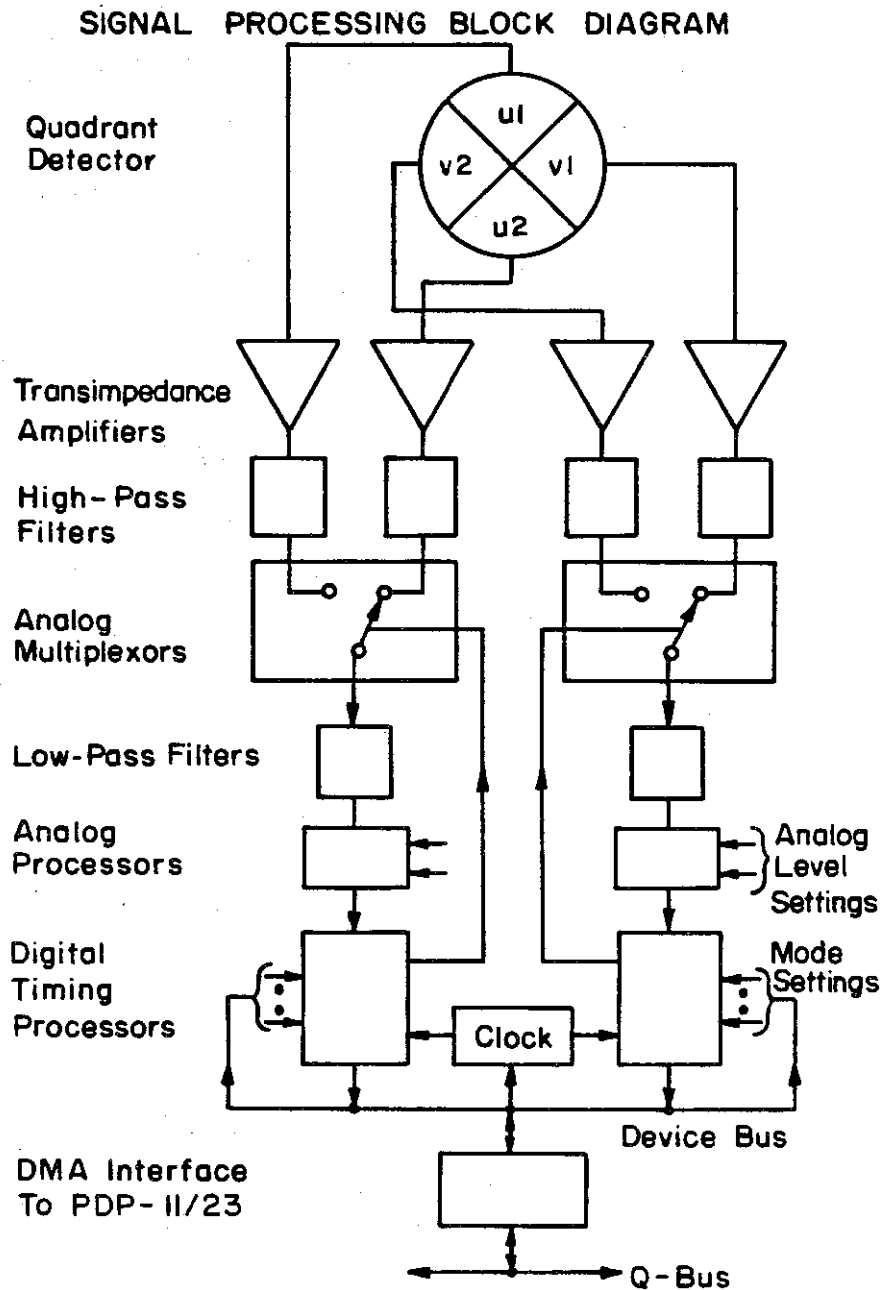 SIGNAL PROCESSING BLOCK DIAGRAM
Quadrant
Detector
u1
v2
v1
u2
Transimpedance
Amplifiers
High-Pass
Filters
Analog
Multiplexors
Low-Pass Filters
Analog
Processors
Analog
Level
Settings
Digital
Timing
Processors
Mode
Settings
Clock
Device Bus
DMA Interface
To PDP-11/23
Q-Bus